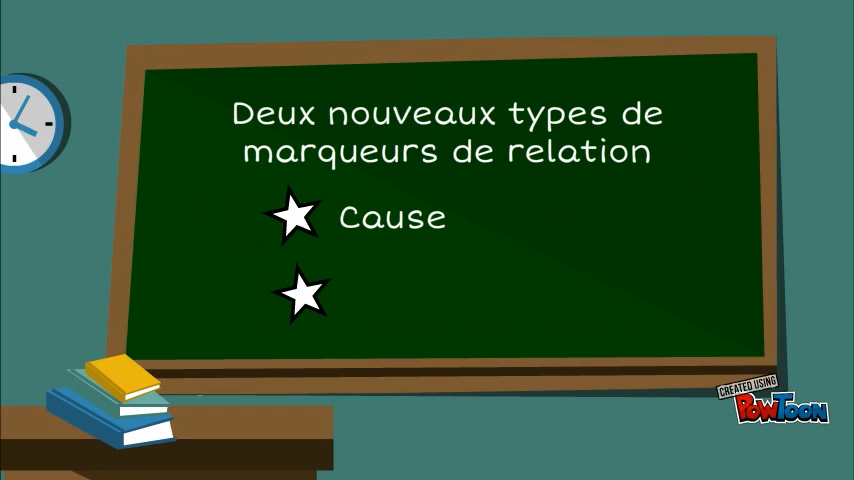 Deux nouveaux types de
marqueurs de relation
Cause
CREATED USING
POWTOON